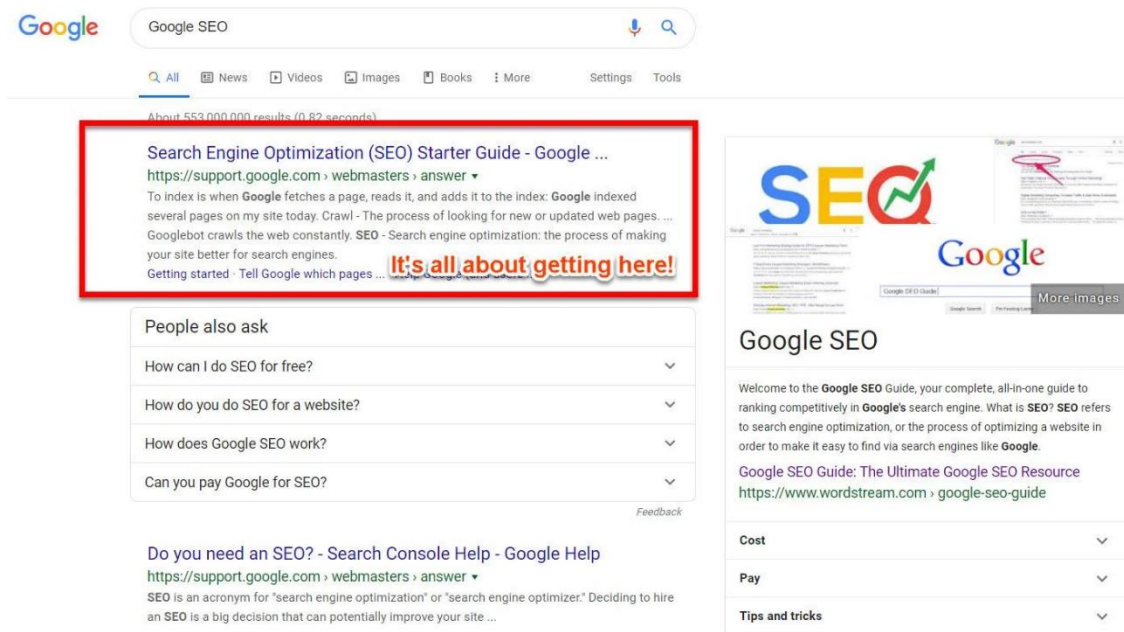 Google
Google SEO
All News Videos Images Books More Settings Tools
About 553,000,000 results (0.82 seconds)
Search Engine Optimization (SEO) Starter Guide - Google ...
https://support.google.com › webmasters › answer
To index is when Google fetches a page, reads it, and adds it to the index: Google indexed
several pages on my site today. Crawl - The process of looking for new or updated web pages. ...
Googlebot crawls the web constantly. SEO - Search engine optimization: the process of making
your site better for search engines.
Getting started · Tell Google which pages ...
It's all about getting here!
People also ask
How can I do SEO for free?
How do you do SEO for a website?
How does Google SEO work?
Can you pay Google for SEO?
Feedback
Do you need an SEO? - Search Console Help - Google Help
https://support.google.com › webmasters › answer
SEO is an acronym for "search engine optimization" or "search engine optimizer." Deciding to hire
an SEO is a big decision that can potentially improve your site ...
SEO
Google
Google SEO Guide
Google Search
More images
Google SEO
Welcome to the Google SEO Guide, your complete, all-in-one guide to
ranking competitively in Google's search engine. What is SEO? SEO refers
to search engine optimization, or the process of optimizing a website in
order to make it easy to find via search engines like Google.
Google SEO Guide: The Ultimate Google SEO Resource
https://www.wordstream.com › google-seo-guide
Cost
Pay
Tips and tricks